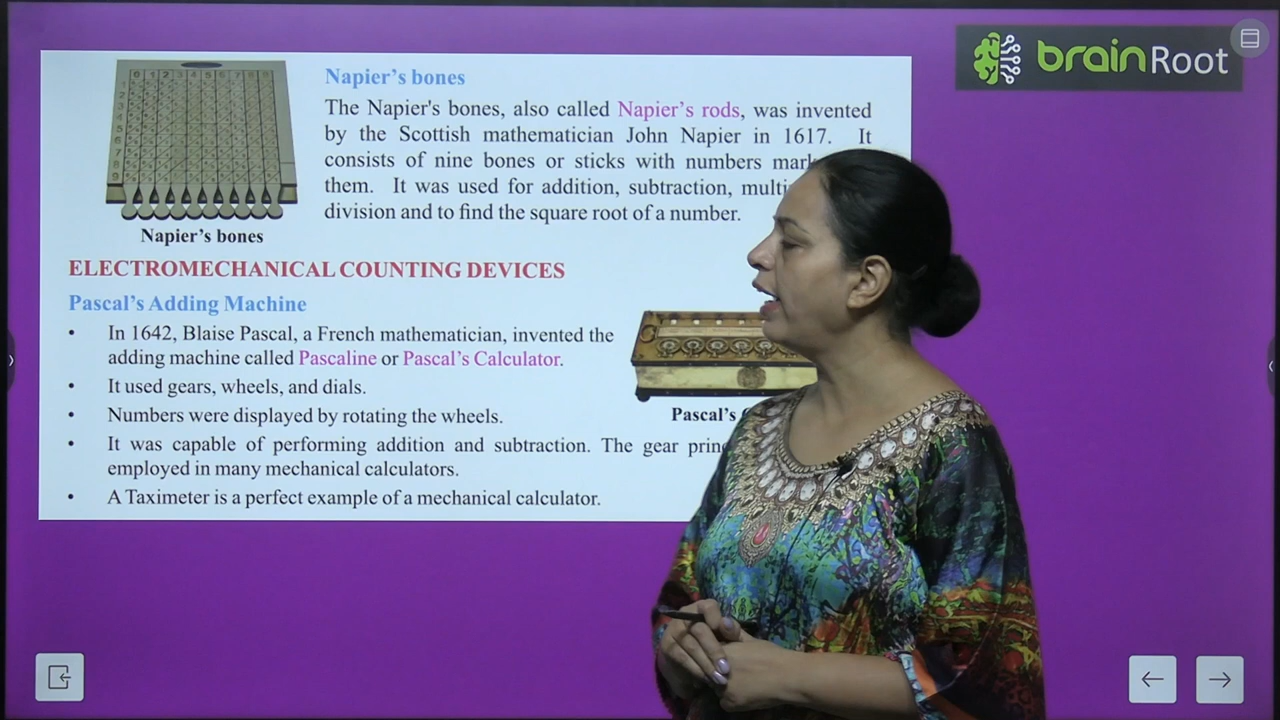 brainRoot
Napier's bones
The Napier's bones, also called Napier's rods, was invented
by the Scottish mathematician John Napier in 1617. It
consists of nine bones or sticks with numbers
them. It was used for addition, subtraction,
division and to find the square root of a number.
Napier's bones
ELECTROMECHANICAL COUNTING DEVICES
Pascal's Adding Machine
• In 1642, Blaise Pascal, a French mathematician, invented the
adding machine called Pascaline or Pascal's Calculator.
• It used gears, wheels, and dials.
• Numbers were displayed by rotating the wheels.
Pascal's
• It was capable of performing addition and subtraction. The gear
employed in many mechanical calculators.
• A Taximeter is a perfect example of a mechanical calculator.